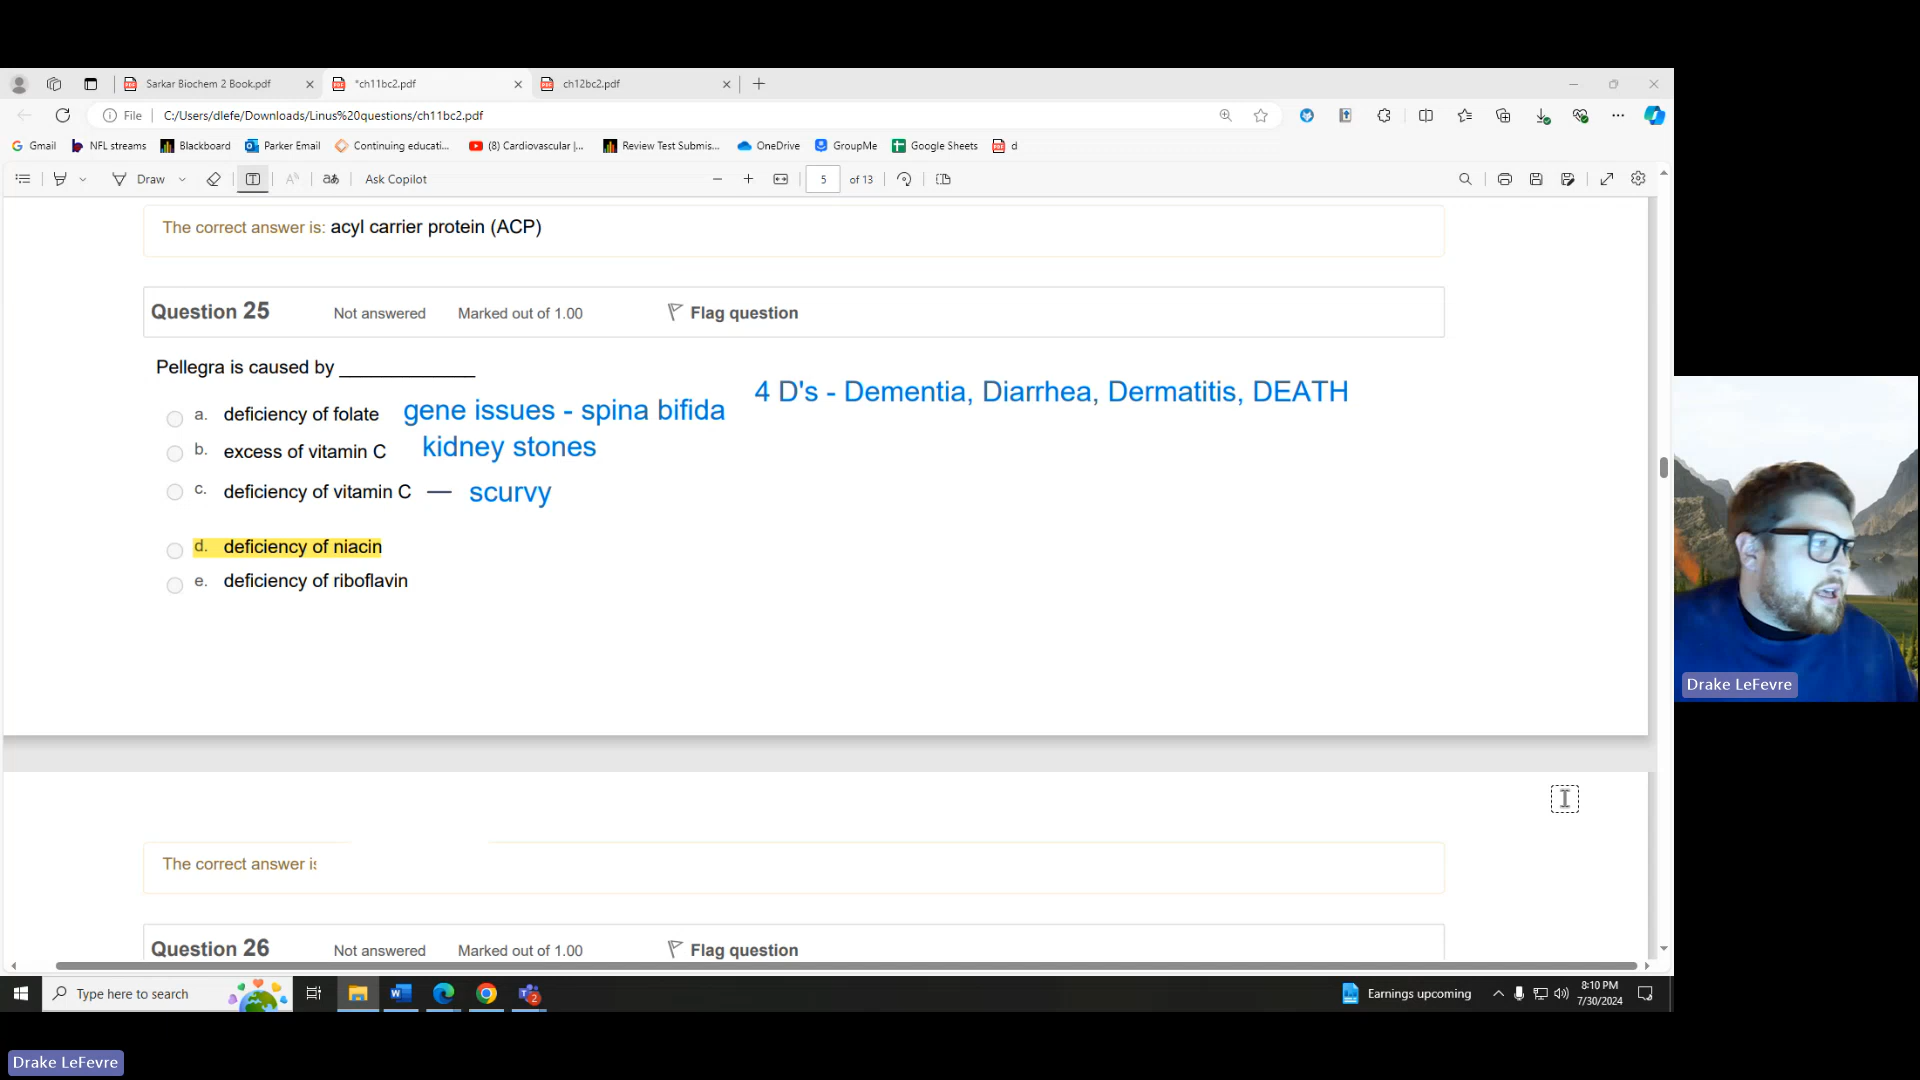 Sarkar Biochem 2 Book.pdf
*ch11bc2.pdf
ch12bc2.pdf
File C:/Users/dlefe/Downloads/Linus%20questions/ch11bc2.pdf
Gmail NFL streams Blackboard Parker Email Continuing educati... (8) Cardiovascular |... Review Test Submis... OneDrive GroupMe Google Sheets d
Draw Ask Copilot 5 of 13
The correct answer is: acyl carrier protein (ACP)
Question 25 Not answered Marked out of 1.00 Flag question
Pellegra is caused by _____________
4 D's - Dementia, Diarrhea, Dermatitis, DEATH
a. deficiency of folate gene issues - spina bifida
b. excess of vitamin C kidney stones
c. deficiency of vitamin C — scurvy
d. deficiency of niacin
e. deficiency of riboflavin
Drake LeFevre
The correct answer is
Question 26 Not answered Marked out of 1.00 Flag question
Type here to search
2
Earnings upcoming
8:10 PM
7/30/2024
Drake LeFevre